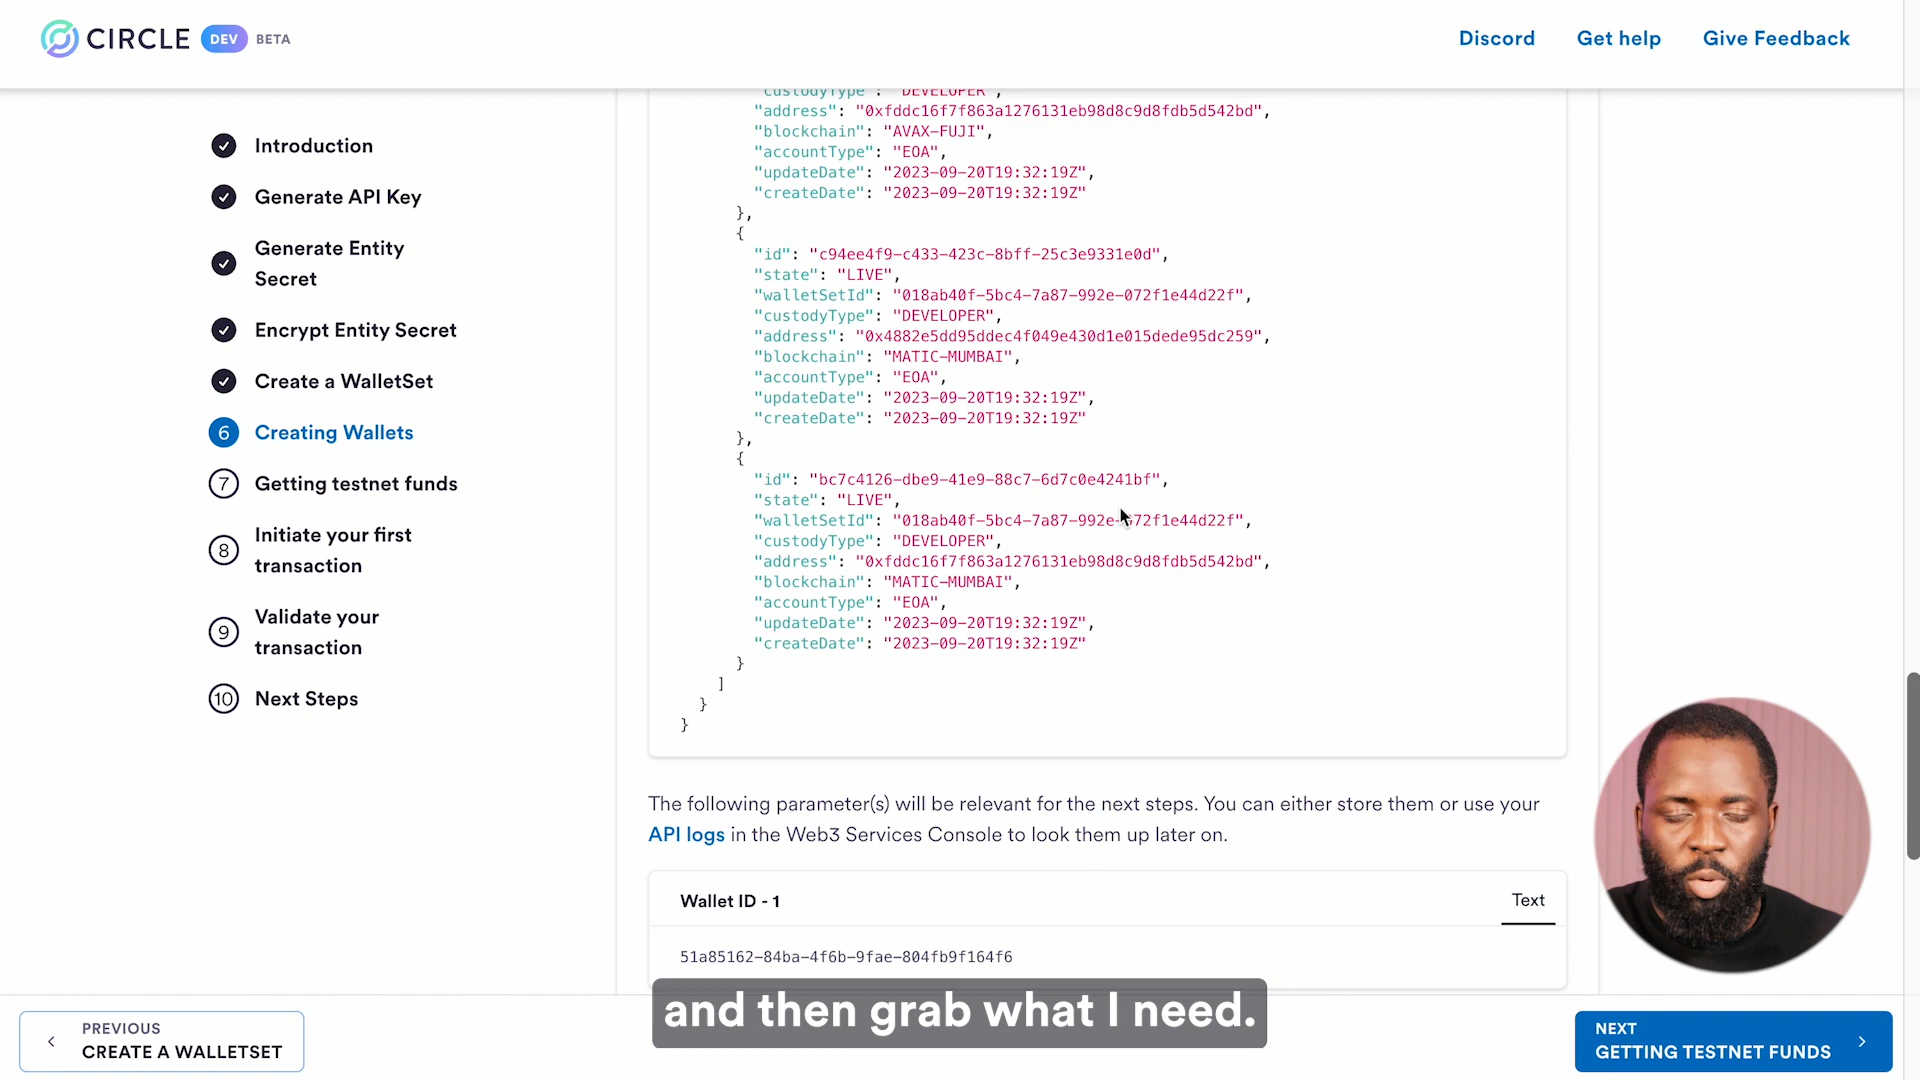 CIRCLE DEV BETA
Discord
Get help
Give Feedback
Introduction
Generate API Key
Generate Entity
Secret
Encrypt Entity Secret
Create a WalletSet
6 Creating Wallets
7 Getting testnet funds
8 Initiate your first
transaction
9 Validate your
transaction
10 Next Steps
"custodyType": "DEVELOPER",
"address": "0xfddc16f7f863a1276131eb98d8c9d8fdb5d542bd",
"blockchain": "AVAX-FUJI",
"accountType": "EOA",
"updateDate": "2023-09-20T19:32:19Z",
"createDate": "2023-09-20T19:32:19Z"
},
{
"id": "c94ee4f9-c433-423c-8bff-25c3e9331e0d",
"state": "LIVE",
"walletSetId": "018ab40f-5bc4-7a87-992e-072f1e44d22f",
"custodyType": "DEVELOPER",
"address": "0x4882e5dd95ddec4f049e430d1e015dede95dc259",
"blockchain": "MATIC-MUMBAI",
"accountType": "EOA",
"updateDate": "2023-09-20T19:32:19Z",
"createDate": "2023-09-20T19:32:19Z"
},
{
"id": "bc7c4126-dbe9-41e9-88c7-6d7c0e4241bf",
"state": "LIVE",
"walletSetId": "018ab40f-5bc4-7a87-992e-072f1e44d22f",
"custodyType": "DEVELOPER",
"address": "0xfddc16f7f863a1276131eb98d8c9d8fdb5d542bd",
"blockchain": "MATIC-MUMBAI",
"accountType": "EOA",
"updateDate": "2023-09-20T19:32:19Z",
"createDate": "2023-09-20T19:32:19Z"
}
]
}
}
The following parameter(s) will be relevant for the next steps. You can either store them or use your
API logs in the Web3 Services Console to look them up later on.
Wallet ID - 1
Text
51a85162-84ba-4f6b-9fae-804fb9f164f6
and then grab what I need.
PREVIOUS
CREATE A WALLETSET
NEXT
GETTING TESTNET FUNDS